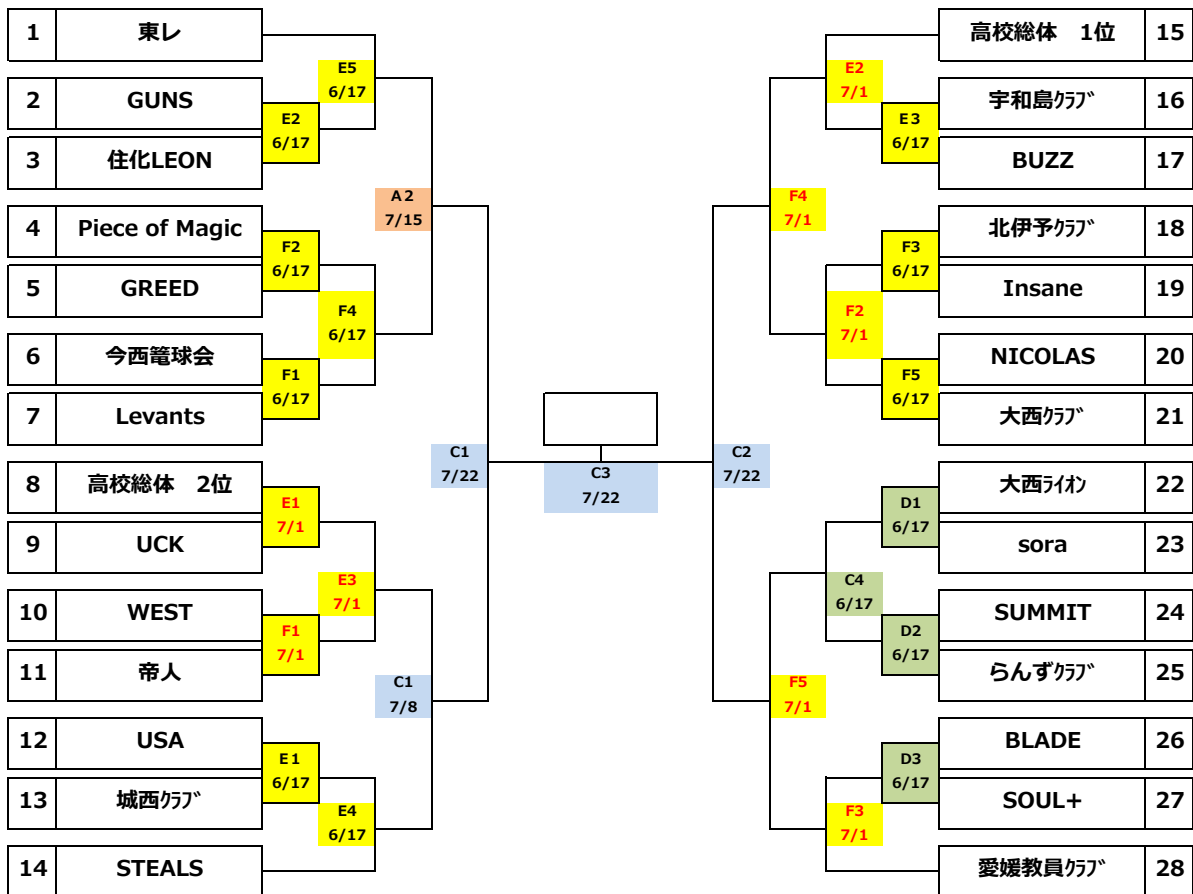 1 東レ
E5
6/17
2 GUNS
E2
6/17
3 住化LEON
A2
7/15
4 Piece of Magic
F2
6/17
5 GREED
F4
6/17
6 今西篭球会
F1
6/17
7 Levants
C1
7/22
8 高校総体　2位
E1
7/1
9 UCK
E3
7/1
10 WEST
F1
7/1
11 帝人
C1
7/8
12 USA
E1
6/17
13 城西ｸﾗﾌﾞ
E4
6/17
14 STEALS
C3
7/22
高校総体　1位 15
E2
7/1
宇和島ｸﾗﾌﾞ 16
E3
6/17
BUZZ 17
F4
7/1
北伊予ｸﾗﾌﾞ 18
F3
6/17
Insane 19
F2
7/1
NICOLAS 20
F5
6/17
大西ｸﾗﾌﾞ 21
C2
7/22
大西ﾗｲｵﾝ 22
D1
6/17
sora 23
C4
6/17
SUMMIT 24
D2
6/17
らんずｸﾗﾌﾞ 25
F5
7/1
BLADE 26
D3
6/17
SOUL+ 27
F3
7/1
愛媛教員ｸﾗﾌﾞ 28